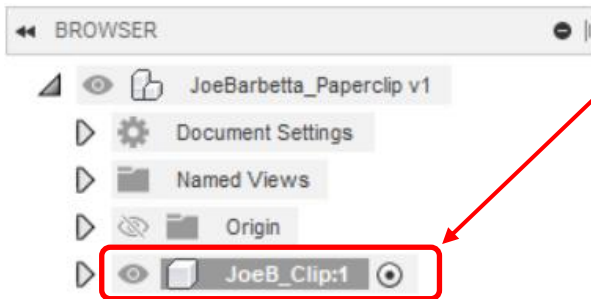 BROWSER
JoeBarbetta_Paperclip v1
Document Settings
Named Views
Origin
JoeB_Clip:1